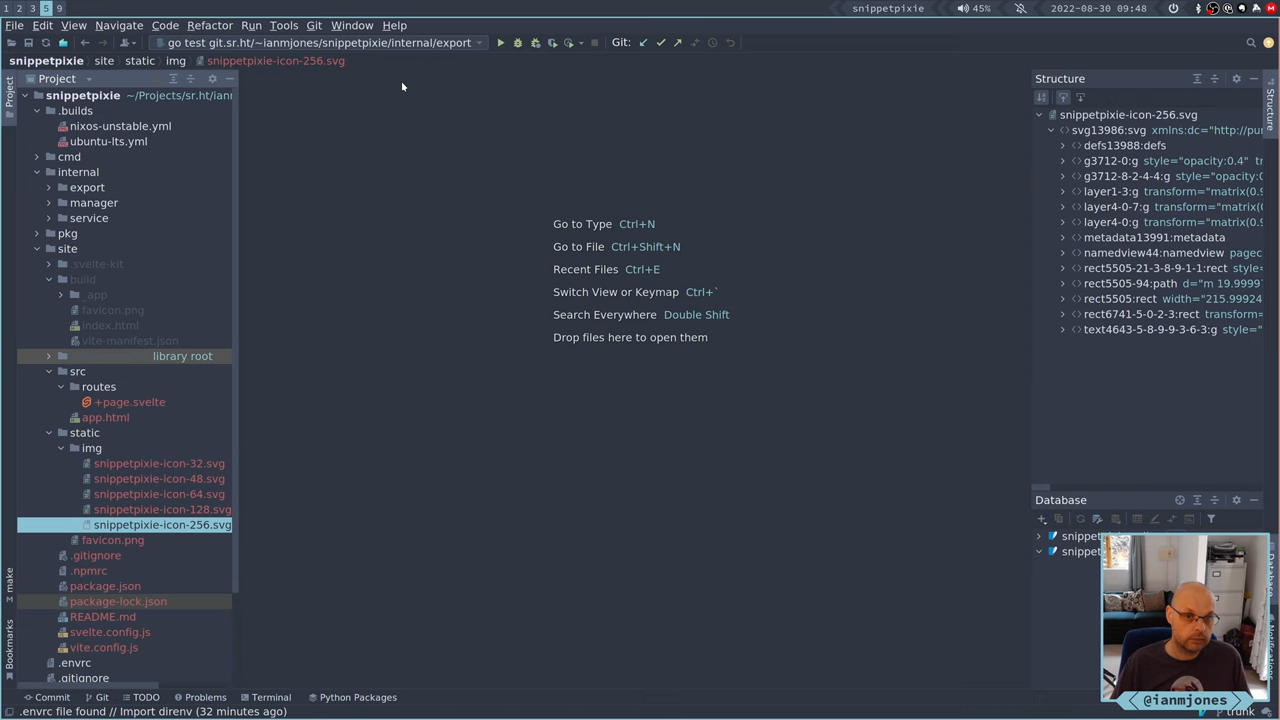 1 2 3 5 9
snippetpixie
45%
2022-08-30 09:48
File Edit View Navigate Code Refactor Run Tools Git Window Help
go test git.sr.ht/~ianmjones/snippetpixie/internal/export
Git:
snippetpixie site static img snippetpixie-icon-256.svg
Project
Project
snippetpixie ~/Projects/sr.ht/ianr
.builds
nixos-unstable.yml
ubuntu-lts.yml
cmd
internal
export
manager
service
pkg
site
.svelte-kit
build
_app
favicon.png
index.html
vite-manifest.json
library root
src
routes
+page.svelte
app.html
static
img
snippetpixie-icon-32.svg
snippetpixie-icon-48.svg
snippetpixie-icon-64.svg
snippetpixie-icon-128.svg
snippetpixie-icon-256.svg
favicon.png
.gitignore
.npmrc
package.json
package-lock.json
README.md
svelte.config.js
vite.config.js
.envrc
.gitignore
make
Bookmarks
Go to Type Ctrl+N
Go to File Ctrl+Shift+N
Recent Files Ctrl+E
Switch View or Keymap Ctrl+`
Search Everywhere Double Shift
Drop files here to open them
Structure
Structure
snippetpixie-icon-256.svg
svg13986:svg xmlns:dc="http://pur
defs13988:defs
g3712-0:g style="opacity:0.4" tr
g3712-8-2-4-4:g style="opacity:0
layer1-3:g transform="matrix(0.9
layer4-0-7:g transform="matrix(0.9
layer4-0:g transform="matrix(0.9
metadata13991:metadata
namedview44:namedview pagec
rect5505-21-3-8-9-1-1:rect style=
rect5505-94:path d="m 19.99997
rect5505:rect width="215.99924
rect6741-5-0-2-3:rect transform=
text4643-5-8-9-9-3-6-3:g style="
Database
snippet
snippet
Database
@ianmjones
Commit Git TODO Problems Terminal Python Packages
.envrc file found // Import direnv (32 minutes ago)
trunk